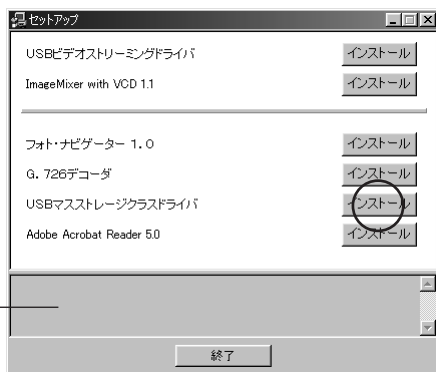 セットアップ
USBビデオストリーミングドライバ インストール
ImageMixer with VCD 1.1 インストール
フォト・ナビゲーター 1.0 インストール
G. 726デコーダ インストール
USBマスストレージクラスドライバ インストール
Adobe Acrobat Reader 5.0 インストール
終了